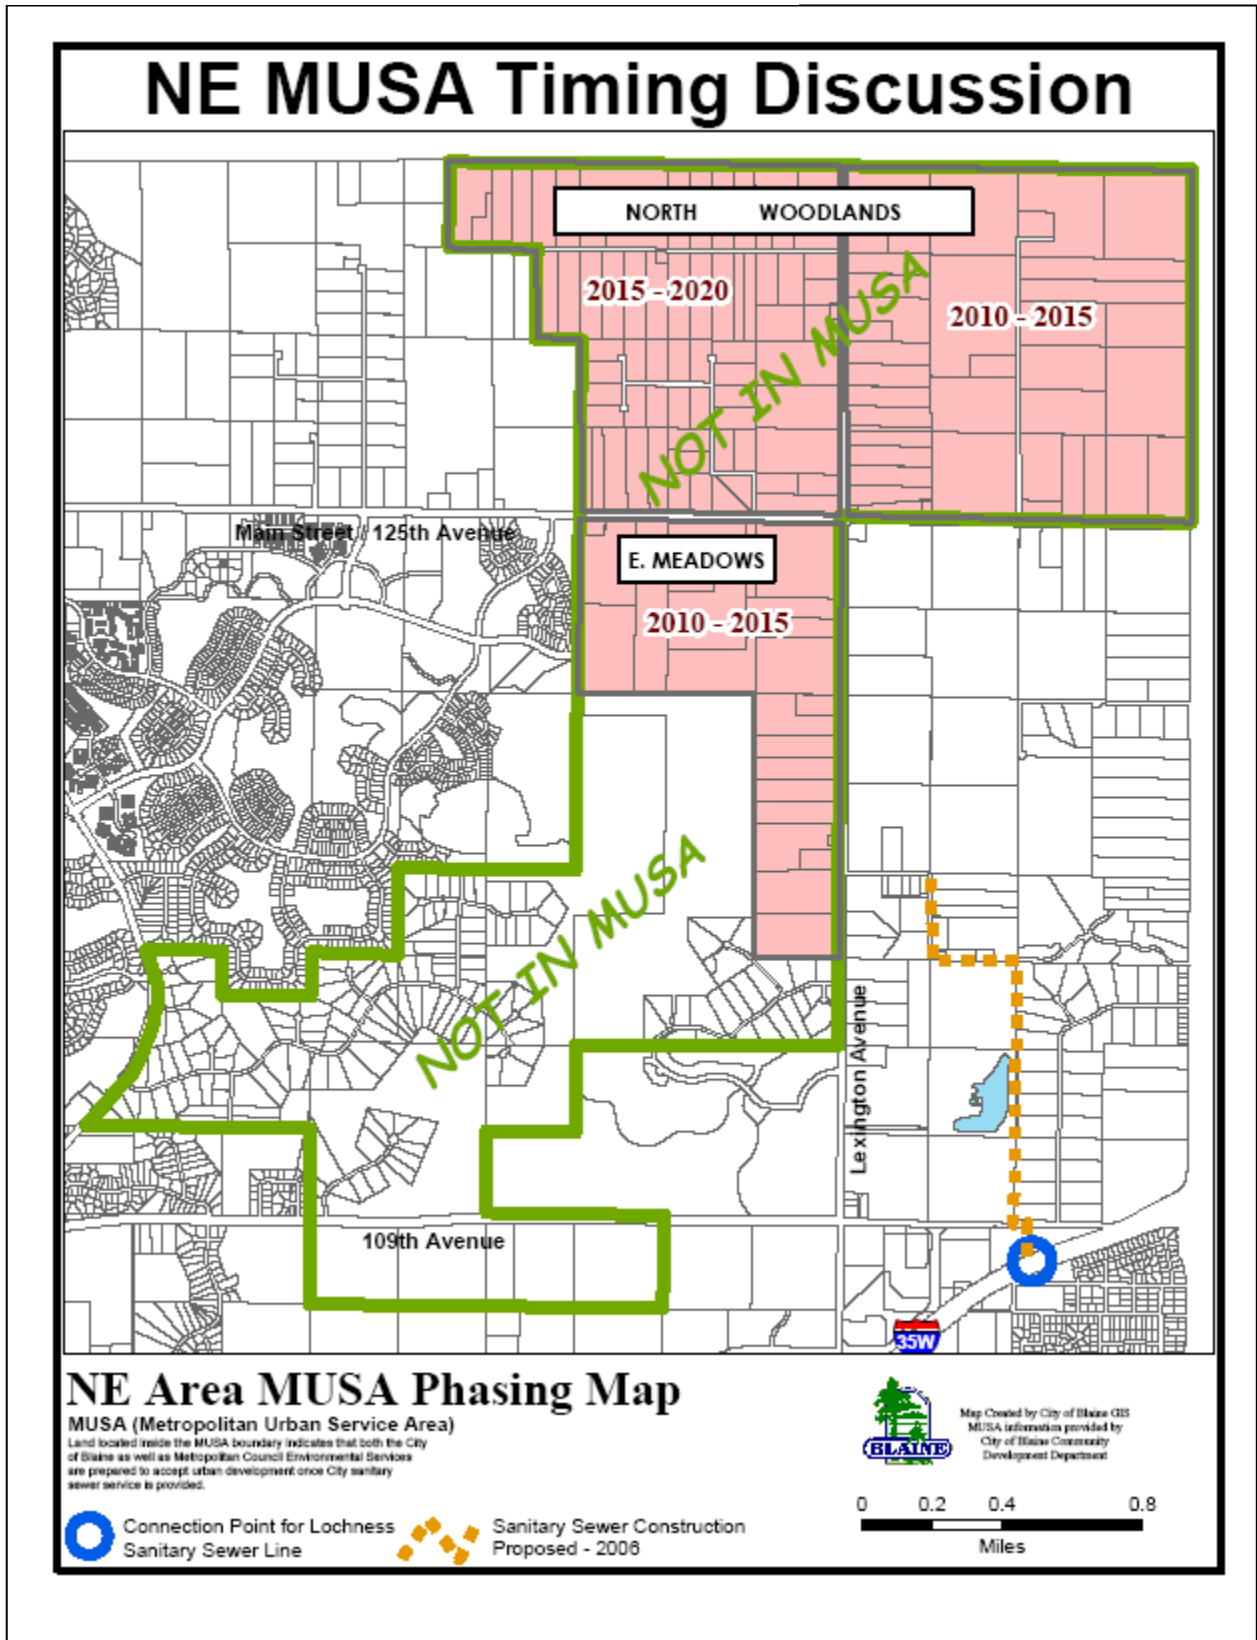 NE MUSA Timing Discussion
NORTH WOODLANDS
2015 - 2020
2010 - 2015
NOT IN MUSA
Main Street / 125th Avenue
E. MEADOWS
2010 - 2015
NOT IN MUSA
Lexington Avenue
109th Avenue
35W
NE Area MUSA Phasing Map
MUSA (Metropolitan Urban Service Area)
Land located inside the MUSA boundary indicates that both the City
of Blaine as well as Metropolitan Council Environmental Services
are prepared to accept urban development once City sanitary
sewer service is provided.
BLAINE
Map Created by City of Blaine GIS
MUSA information provided by
City of Blaine Community
Development Department
Connection Point for Lochness
Sanitary Sewer Line
Sanitary Sewer Construction
Proposed - 2006
0 0.2 0.4 0.8
Miles